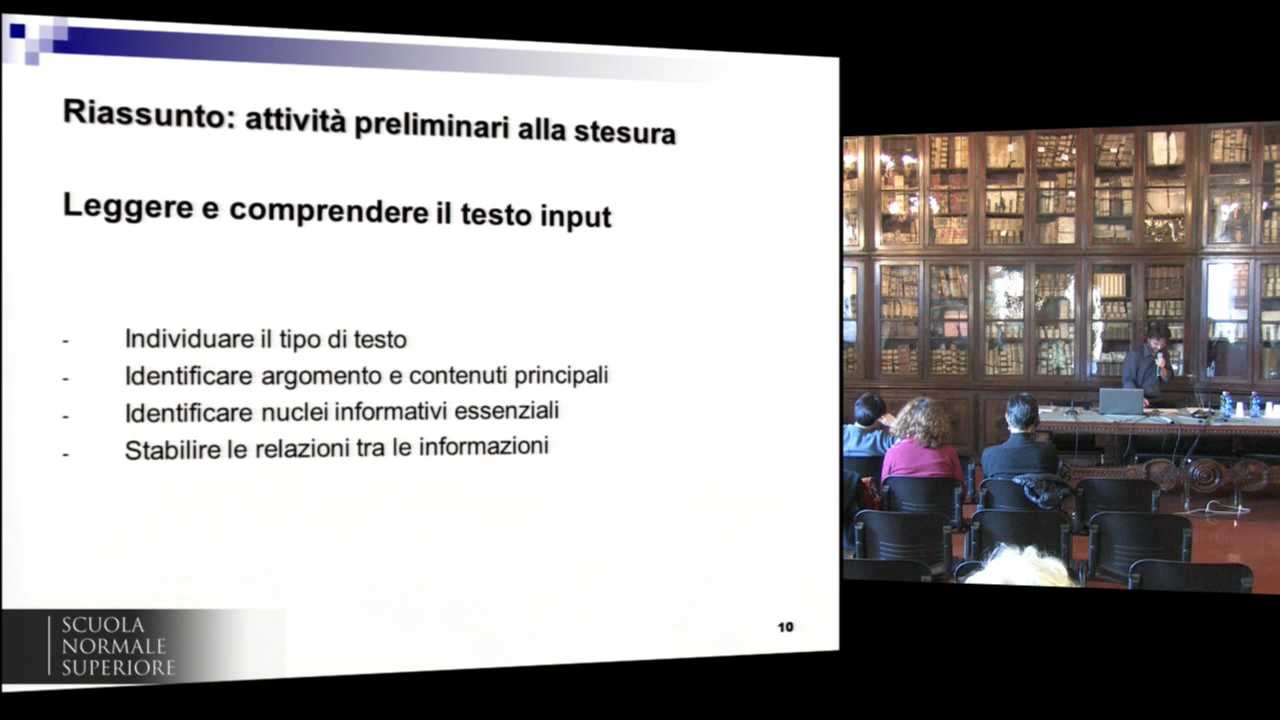 Riassunto: attività preliminari alla stesura
Leggere e comprendere il testo input
- Individuare il tipo di testo
- Identificare argomento e contenuti principali
- Identificare nuclei informativi essenziali
- Stabilire le relazioni tra le informazioni
10
SCUOLA
NORMALE
SUPERIORE